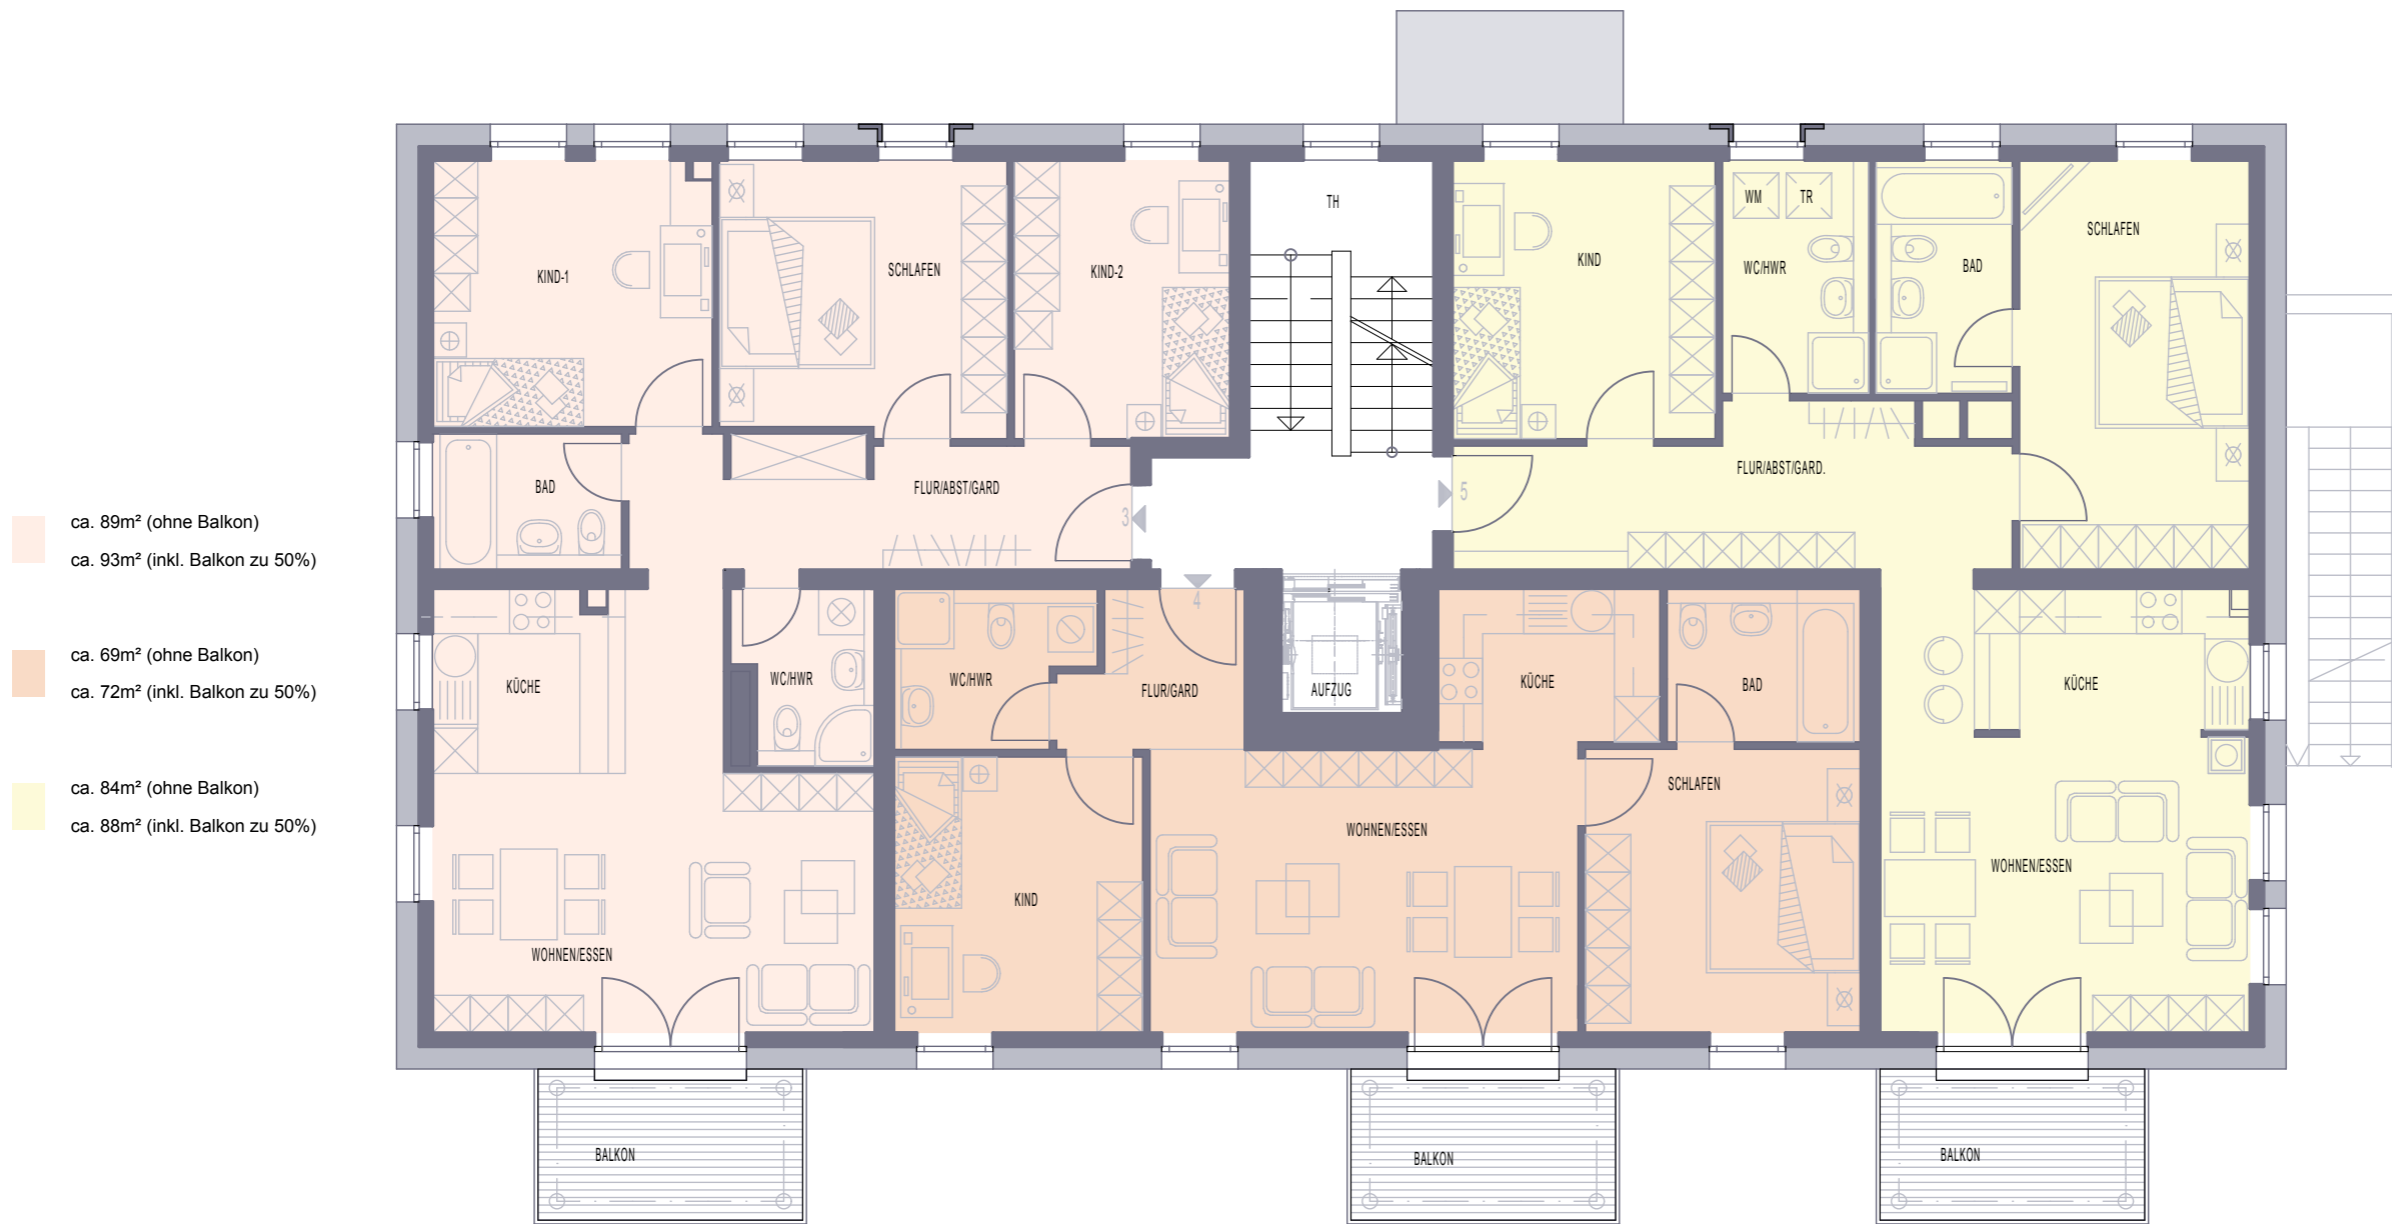 TH
WM
TR
SCHLAFEN
KIND-1
SCHLAFEN
KIND-2
KIND
WC/HWR
BAD
BAD
FLUR/ABST/GARD
FLUR/ABST/GARD.
3
5
4
ca. 89m² (ohne Balkon)
ca. 93m² (inkl. Balkon zu 50%)
ca. 69m² (ohne Balkon)
ca. 72m² (inkl. Balkon zu 50%)
ca. 84m² (ohne Balkon)
ca. 88m² (inkl. Balkon zu 50%)
KÜCHE
WC/HWR
WC/HWR
FLUR/GARD
AUFZUG
KÜCHE
BAD
KÜCHE
SCHLAFEN
WOHNEN/ESSEN
WOHNEN/ESSEN
KIND
WOHNEN/ESSEN
BALKON
BALKON
BALKON